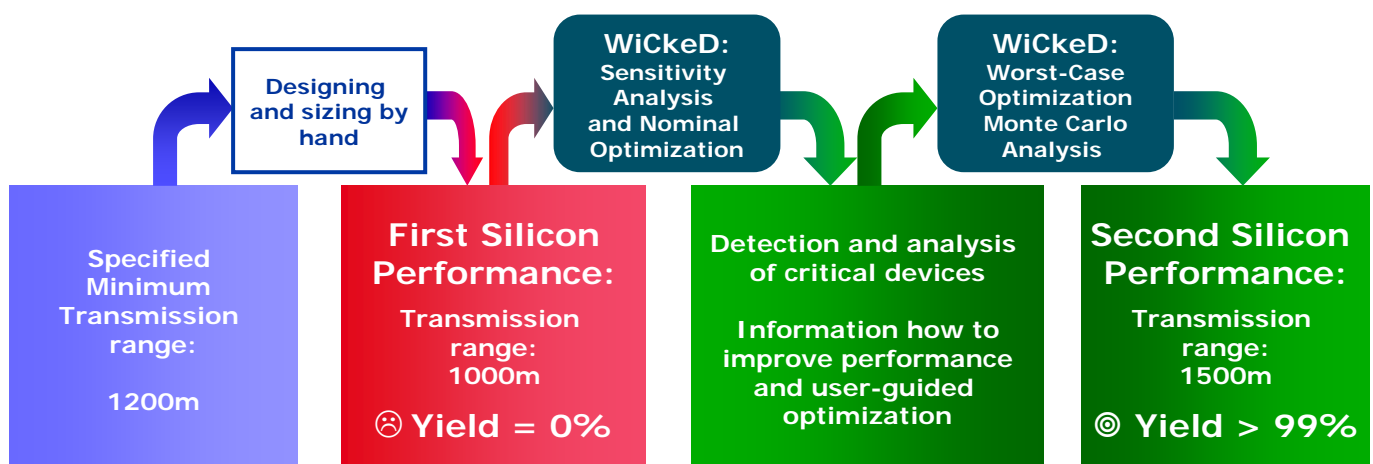 Designing
and sizing by
hand
WiCkeD:
Sensitivity
Analysis
and Nominal
Optimization
WiCkeD:
Worst-Case
Optimization
Monte Carlo
Analysis
Specified
Minimum
Transmission
range:
1200m
First Silicon
Performance:
Transmission
range:
1000m
☹ Yield = 0%
Detection and analysis
of critical devices
Information how to
improve performance
and user-guided
optimization
Second Silicon
Performance:
Transmission
range:
1500m
◎ Yield > 99%